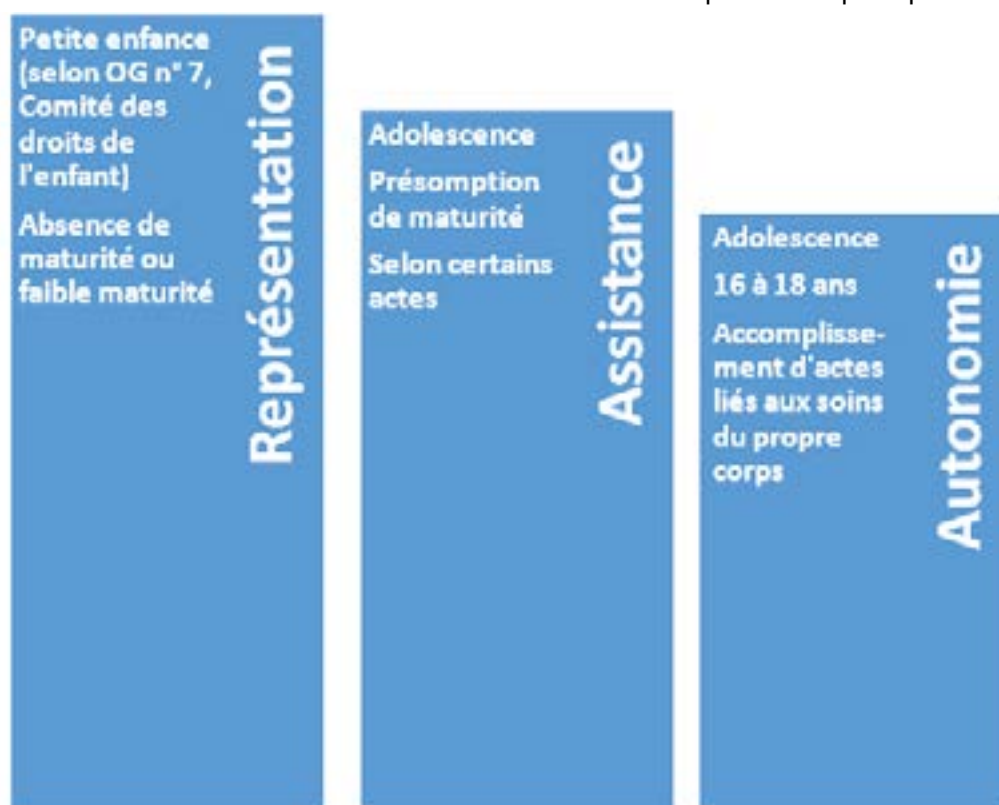 Petite enfance
(selon OG n° 7,
Comité des
droits de
l'enfant)
Absence de
maturité ou
faible maturité
Représentation
Adolescence
Présomption
de maturité
Selon certains
actes
Assistance
Adolescence
16 à 18 ans
Accomplisse-
ment d'actes
liés aux soins
du propre
corps
Autonomie